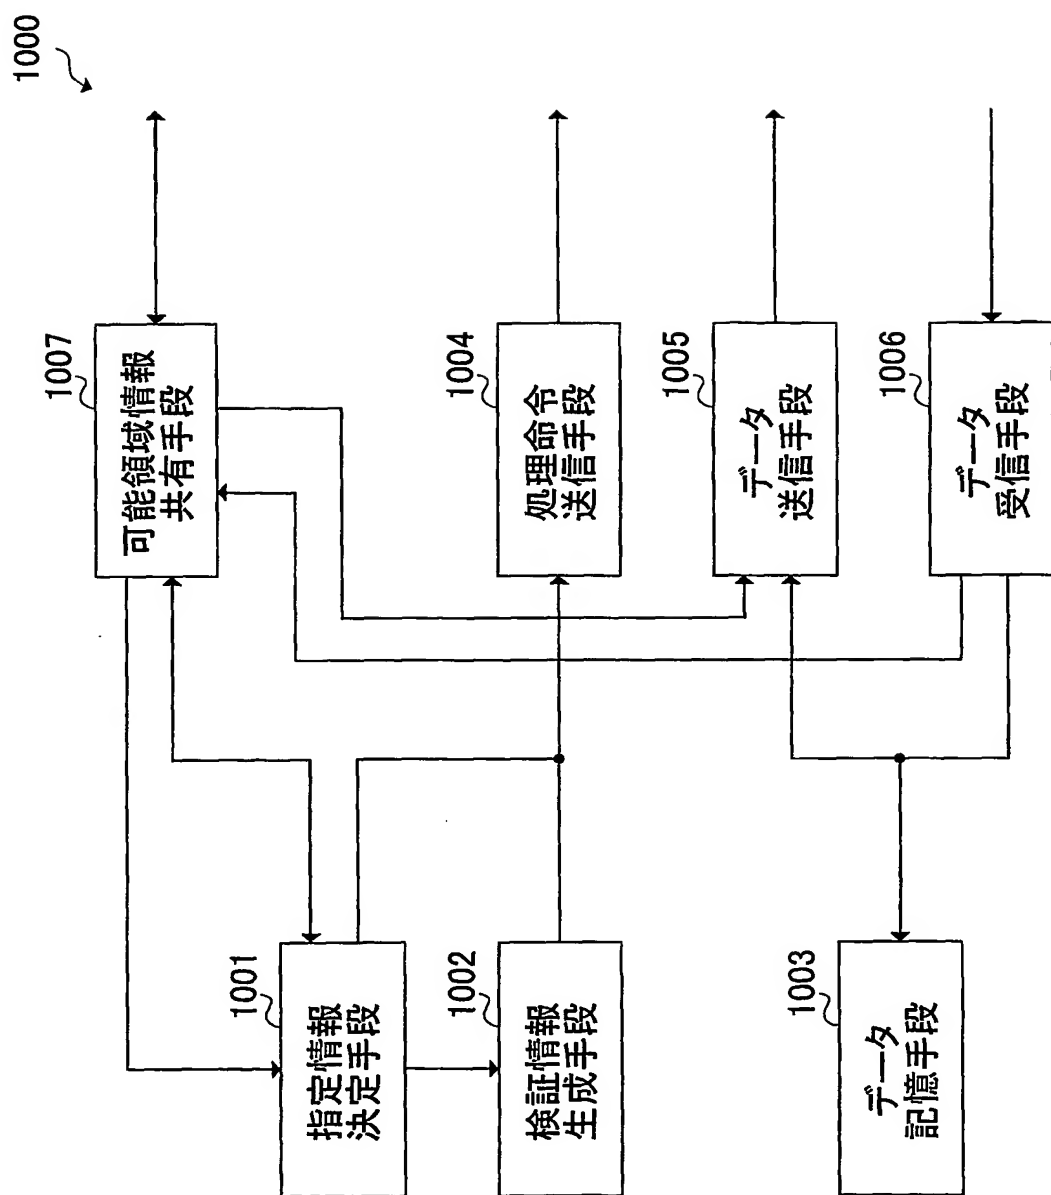 1000
1007
可能領域情報
共有手段
1004
処理命令
送信手段
1005
データ
送信手段
1006
データ
受信手段
1001
指定情報
決定手段
1002
検証情報
生成手段
1003
データ
記憶手段